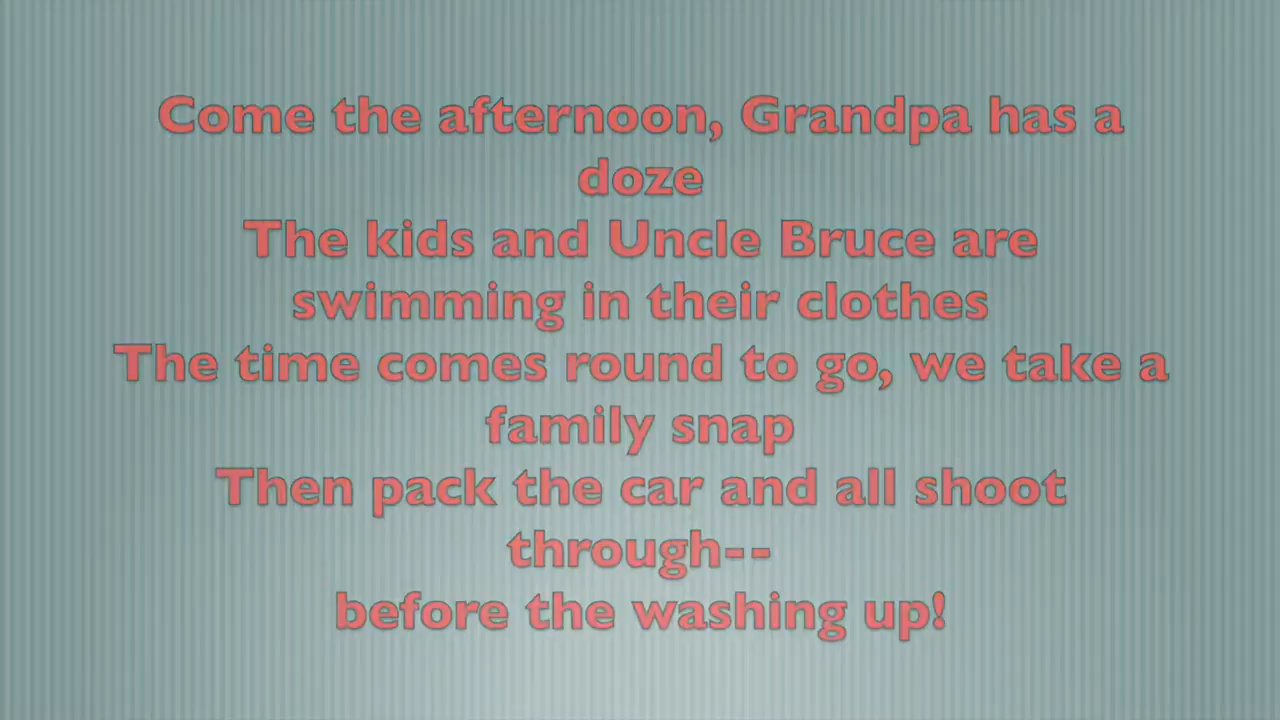 Come the afternoon, Grandpa has a
doze
The kids and Uncle Bruce are
swimming in their clothes
The time comes round to go, we take a
family snap
Then pack the car and all shoot
through--
before the washing up!